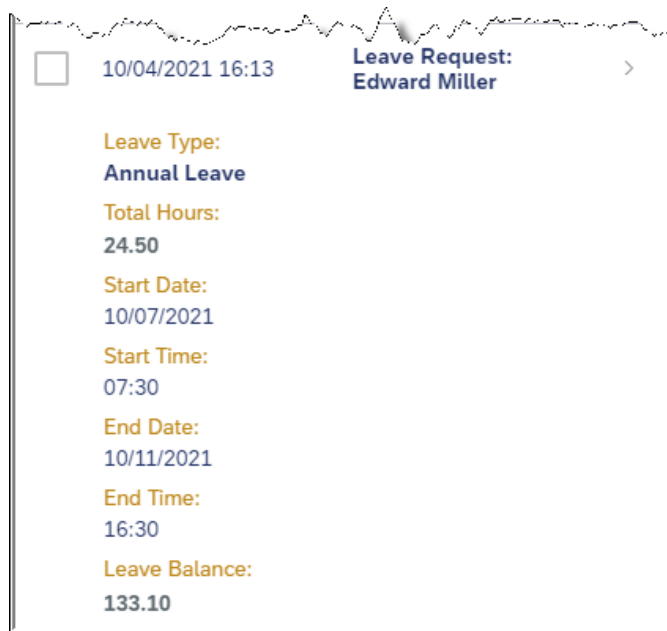 10/04/2021 16:13
Leave Request:
Edward Miller
Leave Type:
Annual Leave
Total Hours:
24.50
Start Date:
10/07/2021
Start Time:
07:30
End Date:
10/11/2021
End Time:
16:30
Leave Balance:
133.10